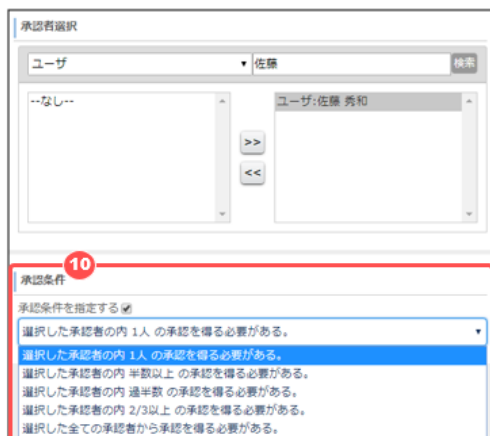 承認者選択
ユーザ 佐藤 検索
--なし-- ユーザ:佐藤 秀和
>>
<<
10
承認条件
承認条件を指定する
選択した承認者の内 1人 の承認を得る必要がある。
選択した承認者の内 1人 の承認を得る必要がある。
選択した承認者の内 半数以上 の承認を得る必要がある。
選択した承認者の内 過半数 の承認を得る必要がある。
選択した承認者の内 2/3以上 の承認を得る必要がある。
選択した全ての承認者から承認を得る必要がある。